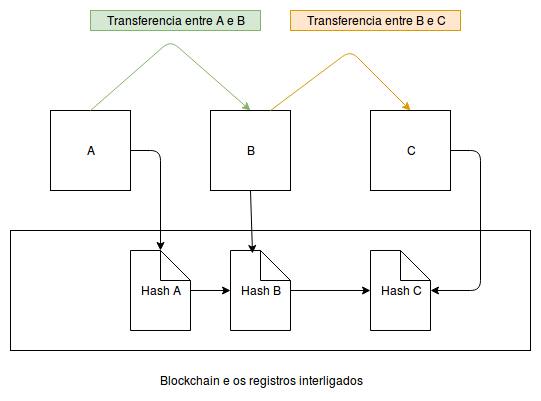 Transferencia entre A e B
Transferencia entre B e C
A
B
C
Hash A
Hash B
Hash C
Blockchain e os registros interligados